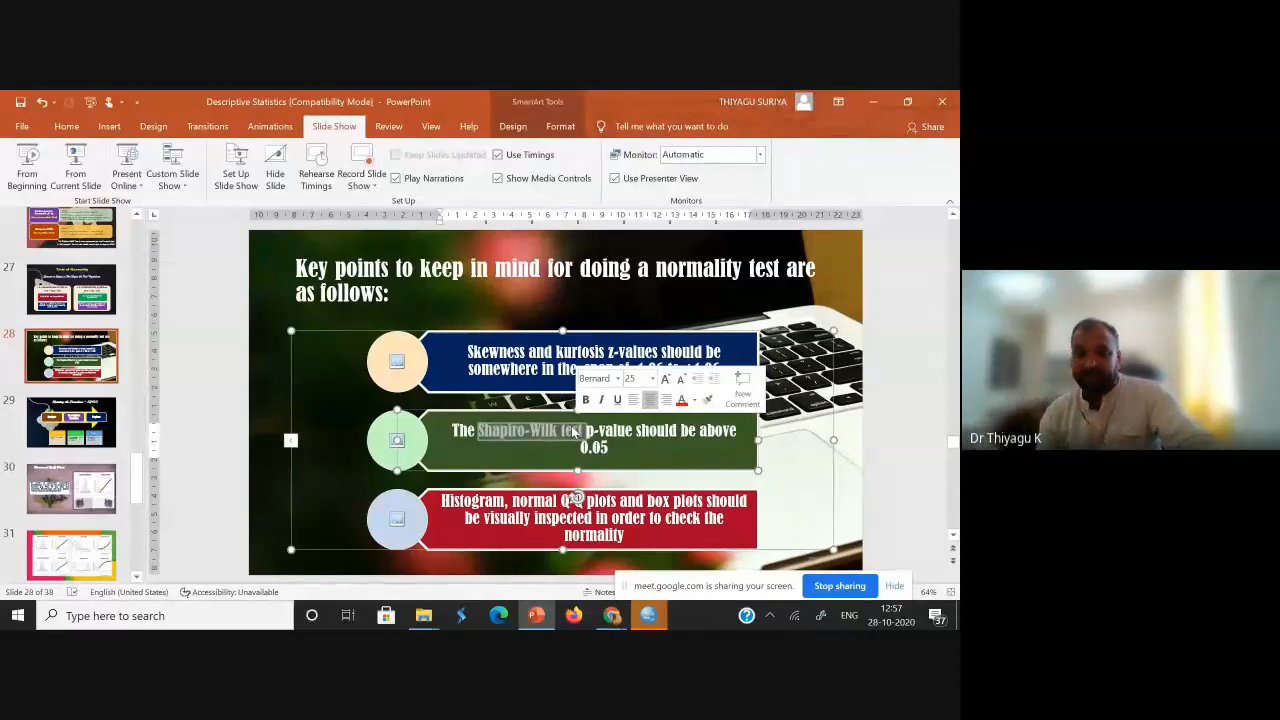 Descriptive Statistics [Compatibility Mode] - PowerPoint
SmartArt Tools
THIYAGU SURIYA
File Home Insert Design Transitions Animations Slide Show Review View Help Design Format Tell me what you want to do Share
From Beginning
From Current Slide
Present Online
Custom Slide Show
Set Up Slide Show
Hide Slide
Rehearse Timings
Record Slide Show
Keep Slides Updated
Use Timings
Play Narrations
Show Media Controls
Monitor: Automatic
Use Presenter View
Start Slide Show
Set Up
Monitors
27
28
29
30
31
Key points to keep in mind for doing a normality test are
as follows:
Skewness and kurtosis z-values should be
somewhere in the
Bernard 25
New Comment
B I U A
The Shapiro-Wilk test p-value should be above
0.05
Histogram, normal Q-Q plots and box plots should
be visually inspected in order to check the
normality
Dr Thiyagu K
meet.google.com is sharing your screen. Stop sharing Hide
Slide 28 of 38 English (United States) Accessibility: Unavailable Notes 64%
Type here to search
ENG
12:57
28-10-2020
37